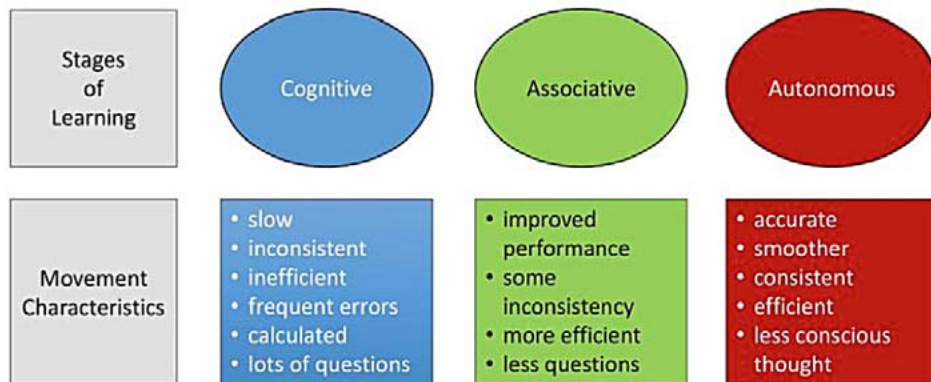 Stages
of
Learning
Cognitive
Associative
Autonomous
Movement
Characteristics
• slow
• inconsistent
• inefficient
• frequent errors
• calculated
• lots of questions
• improved
performance
• some
inconsistency
• more efficient
• less questions
• accurate
• smoother
• consistent
• efficient
• less conscious
thought